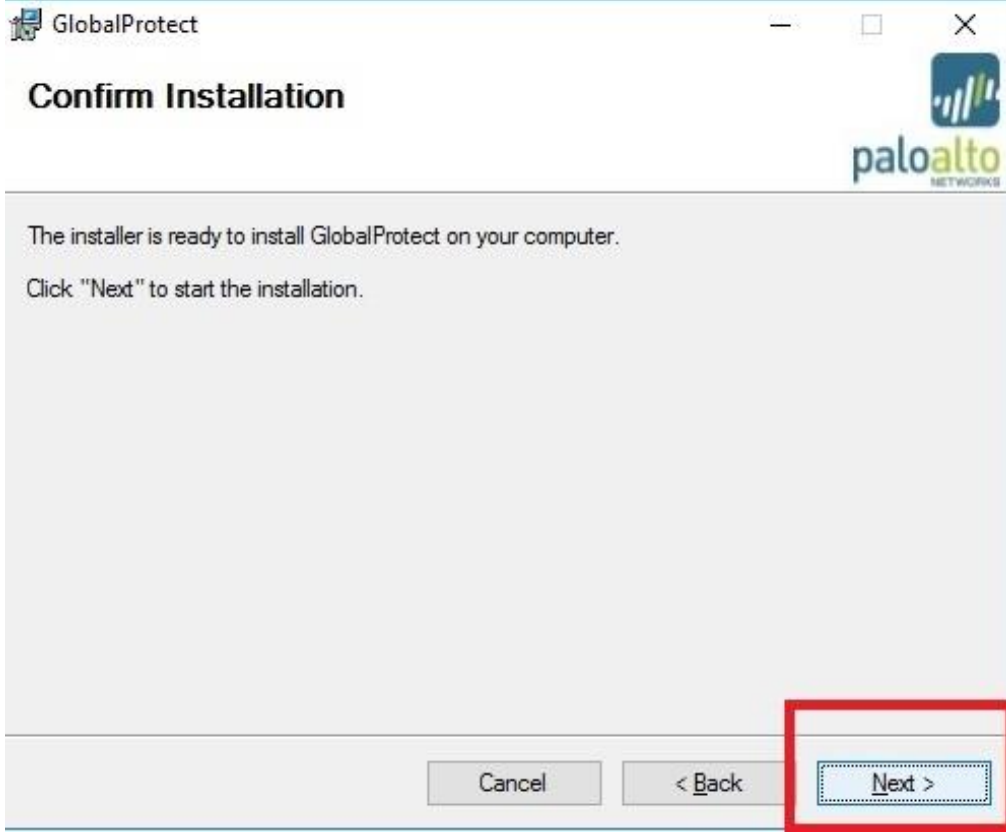 GlobalProtect
Confirm Installation
paloalto
NETWORKS
The installer is ready to install GlobalProtect on your computer.
Click "Next" to start the installation.
Cancel
< Back
Next >